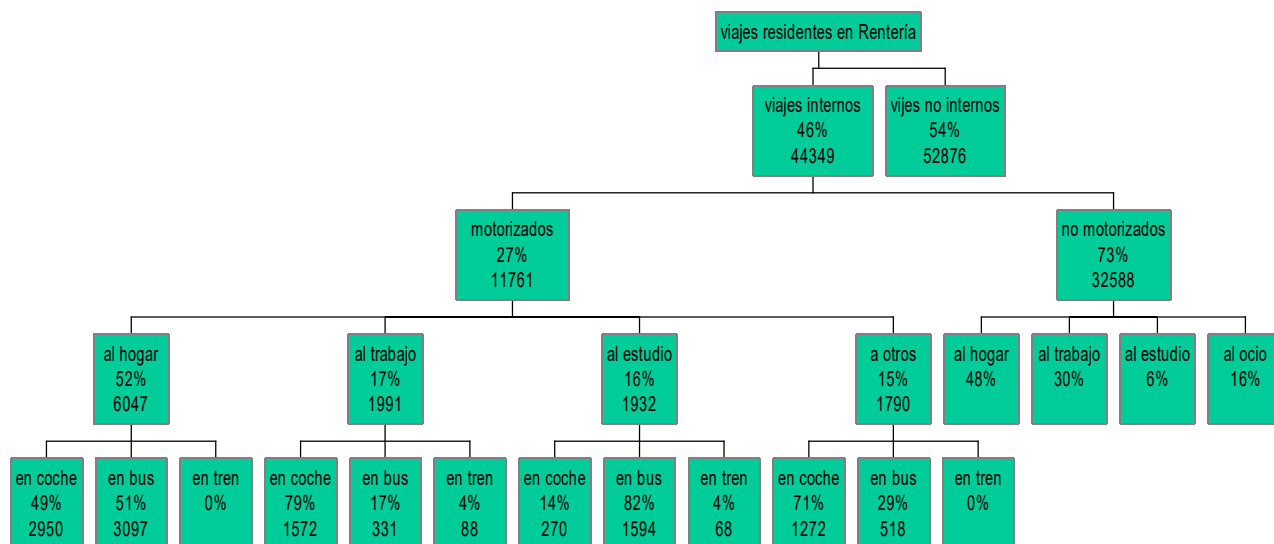 viajes residentes en Rentería
viajes internos
46%
44349
vijes no internos
54%
52876
motorizados
27%
11761
no motorizados
73%
32588
al hogar
52%
6047
al trabajo
17%
1991
al estudio
16%
1932
a otros
15%
1790
al hogar
48%
al trabajo
30%
al estudio
6%
al ocio
16%
en coche
49%
2950
en bus
51%
3097
en tren
0%
en coche
79%
1572
en bus
17%
331
en tren
4%
88
en coche
14%
270
en bus
82%
1594
en tren
4%
68
en coche
71%
1272
en bus
29%
518
en tren
0%